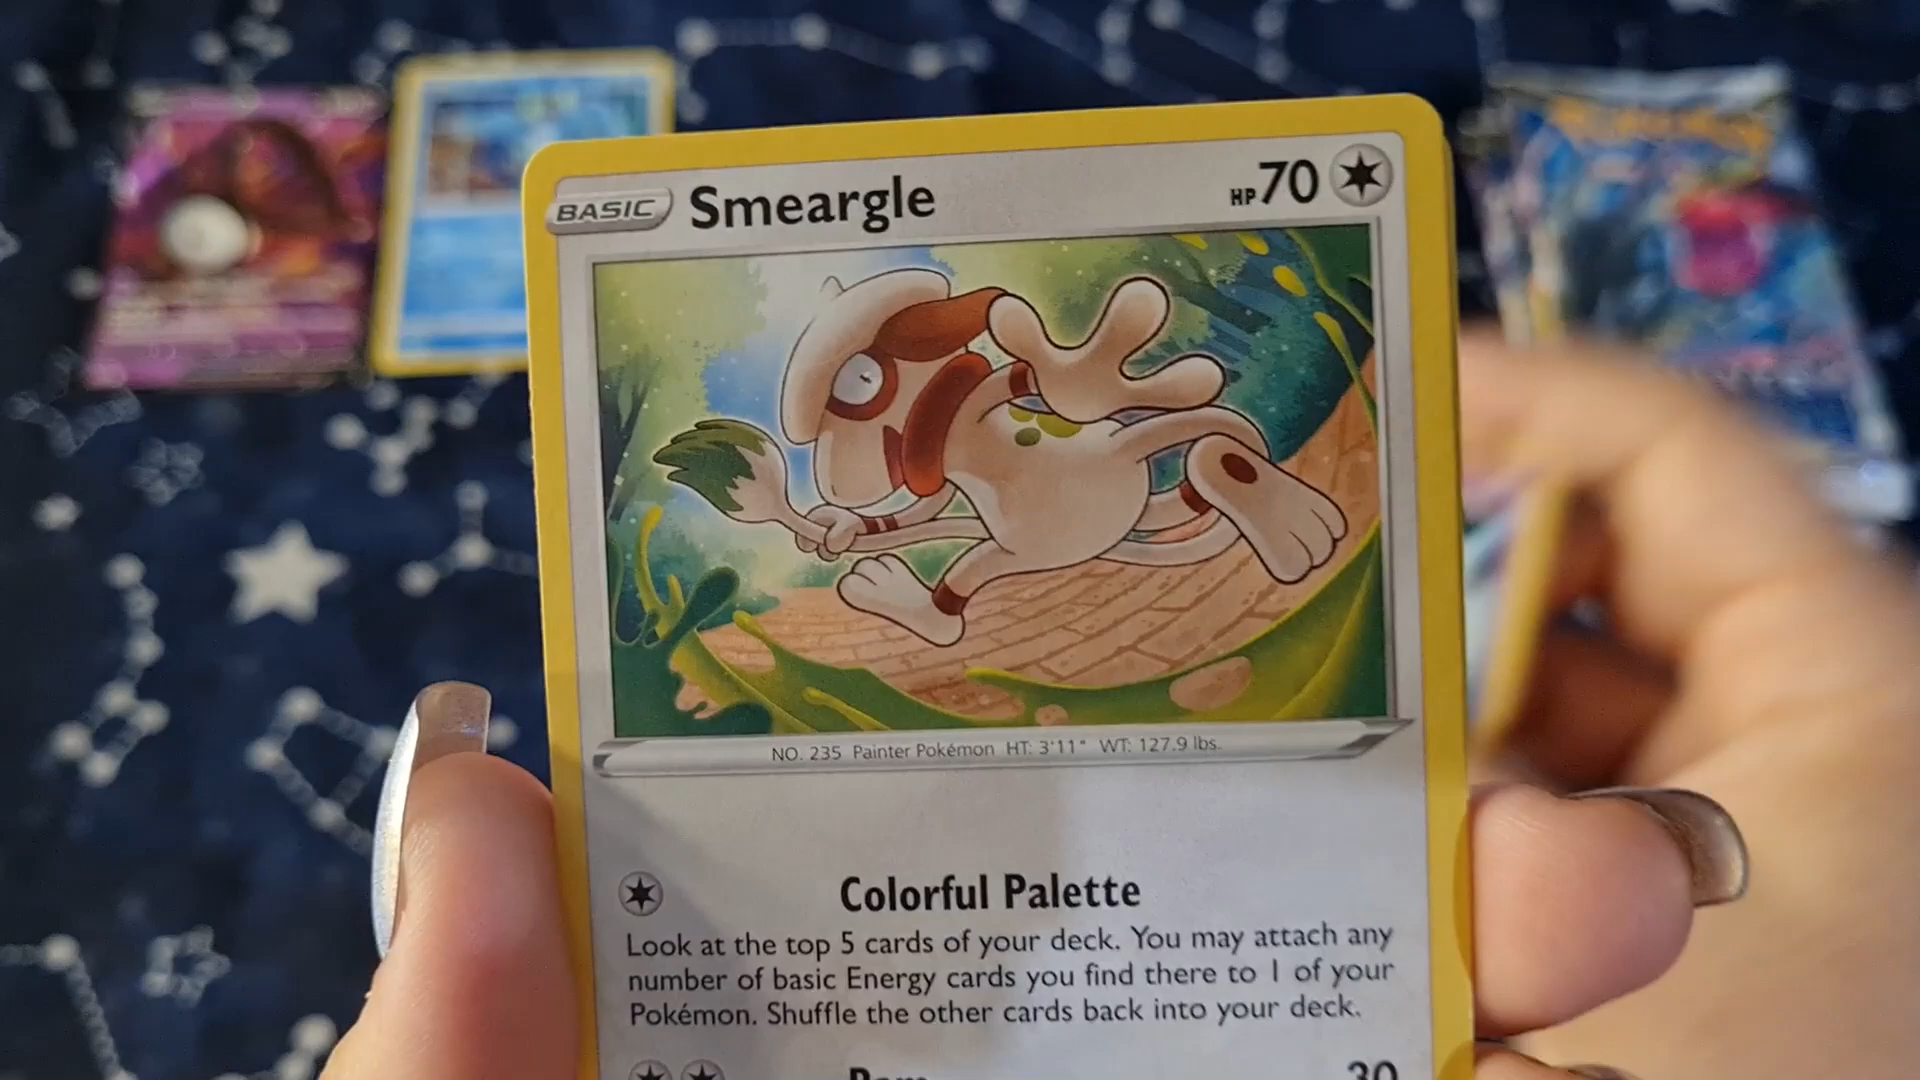 BASIC Smeargle HP 70
NO. 235 Painter Pokémon HT: 3'11" WT: 127.9 lbs.
Colorful Palette
Look at the top 5 cards of your deck. You may attach any
number of basic Energy cards you find there to 1 of your
Pokémon. Shuffle the other cards back into your deck.
30